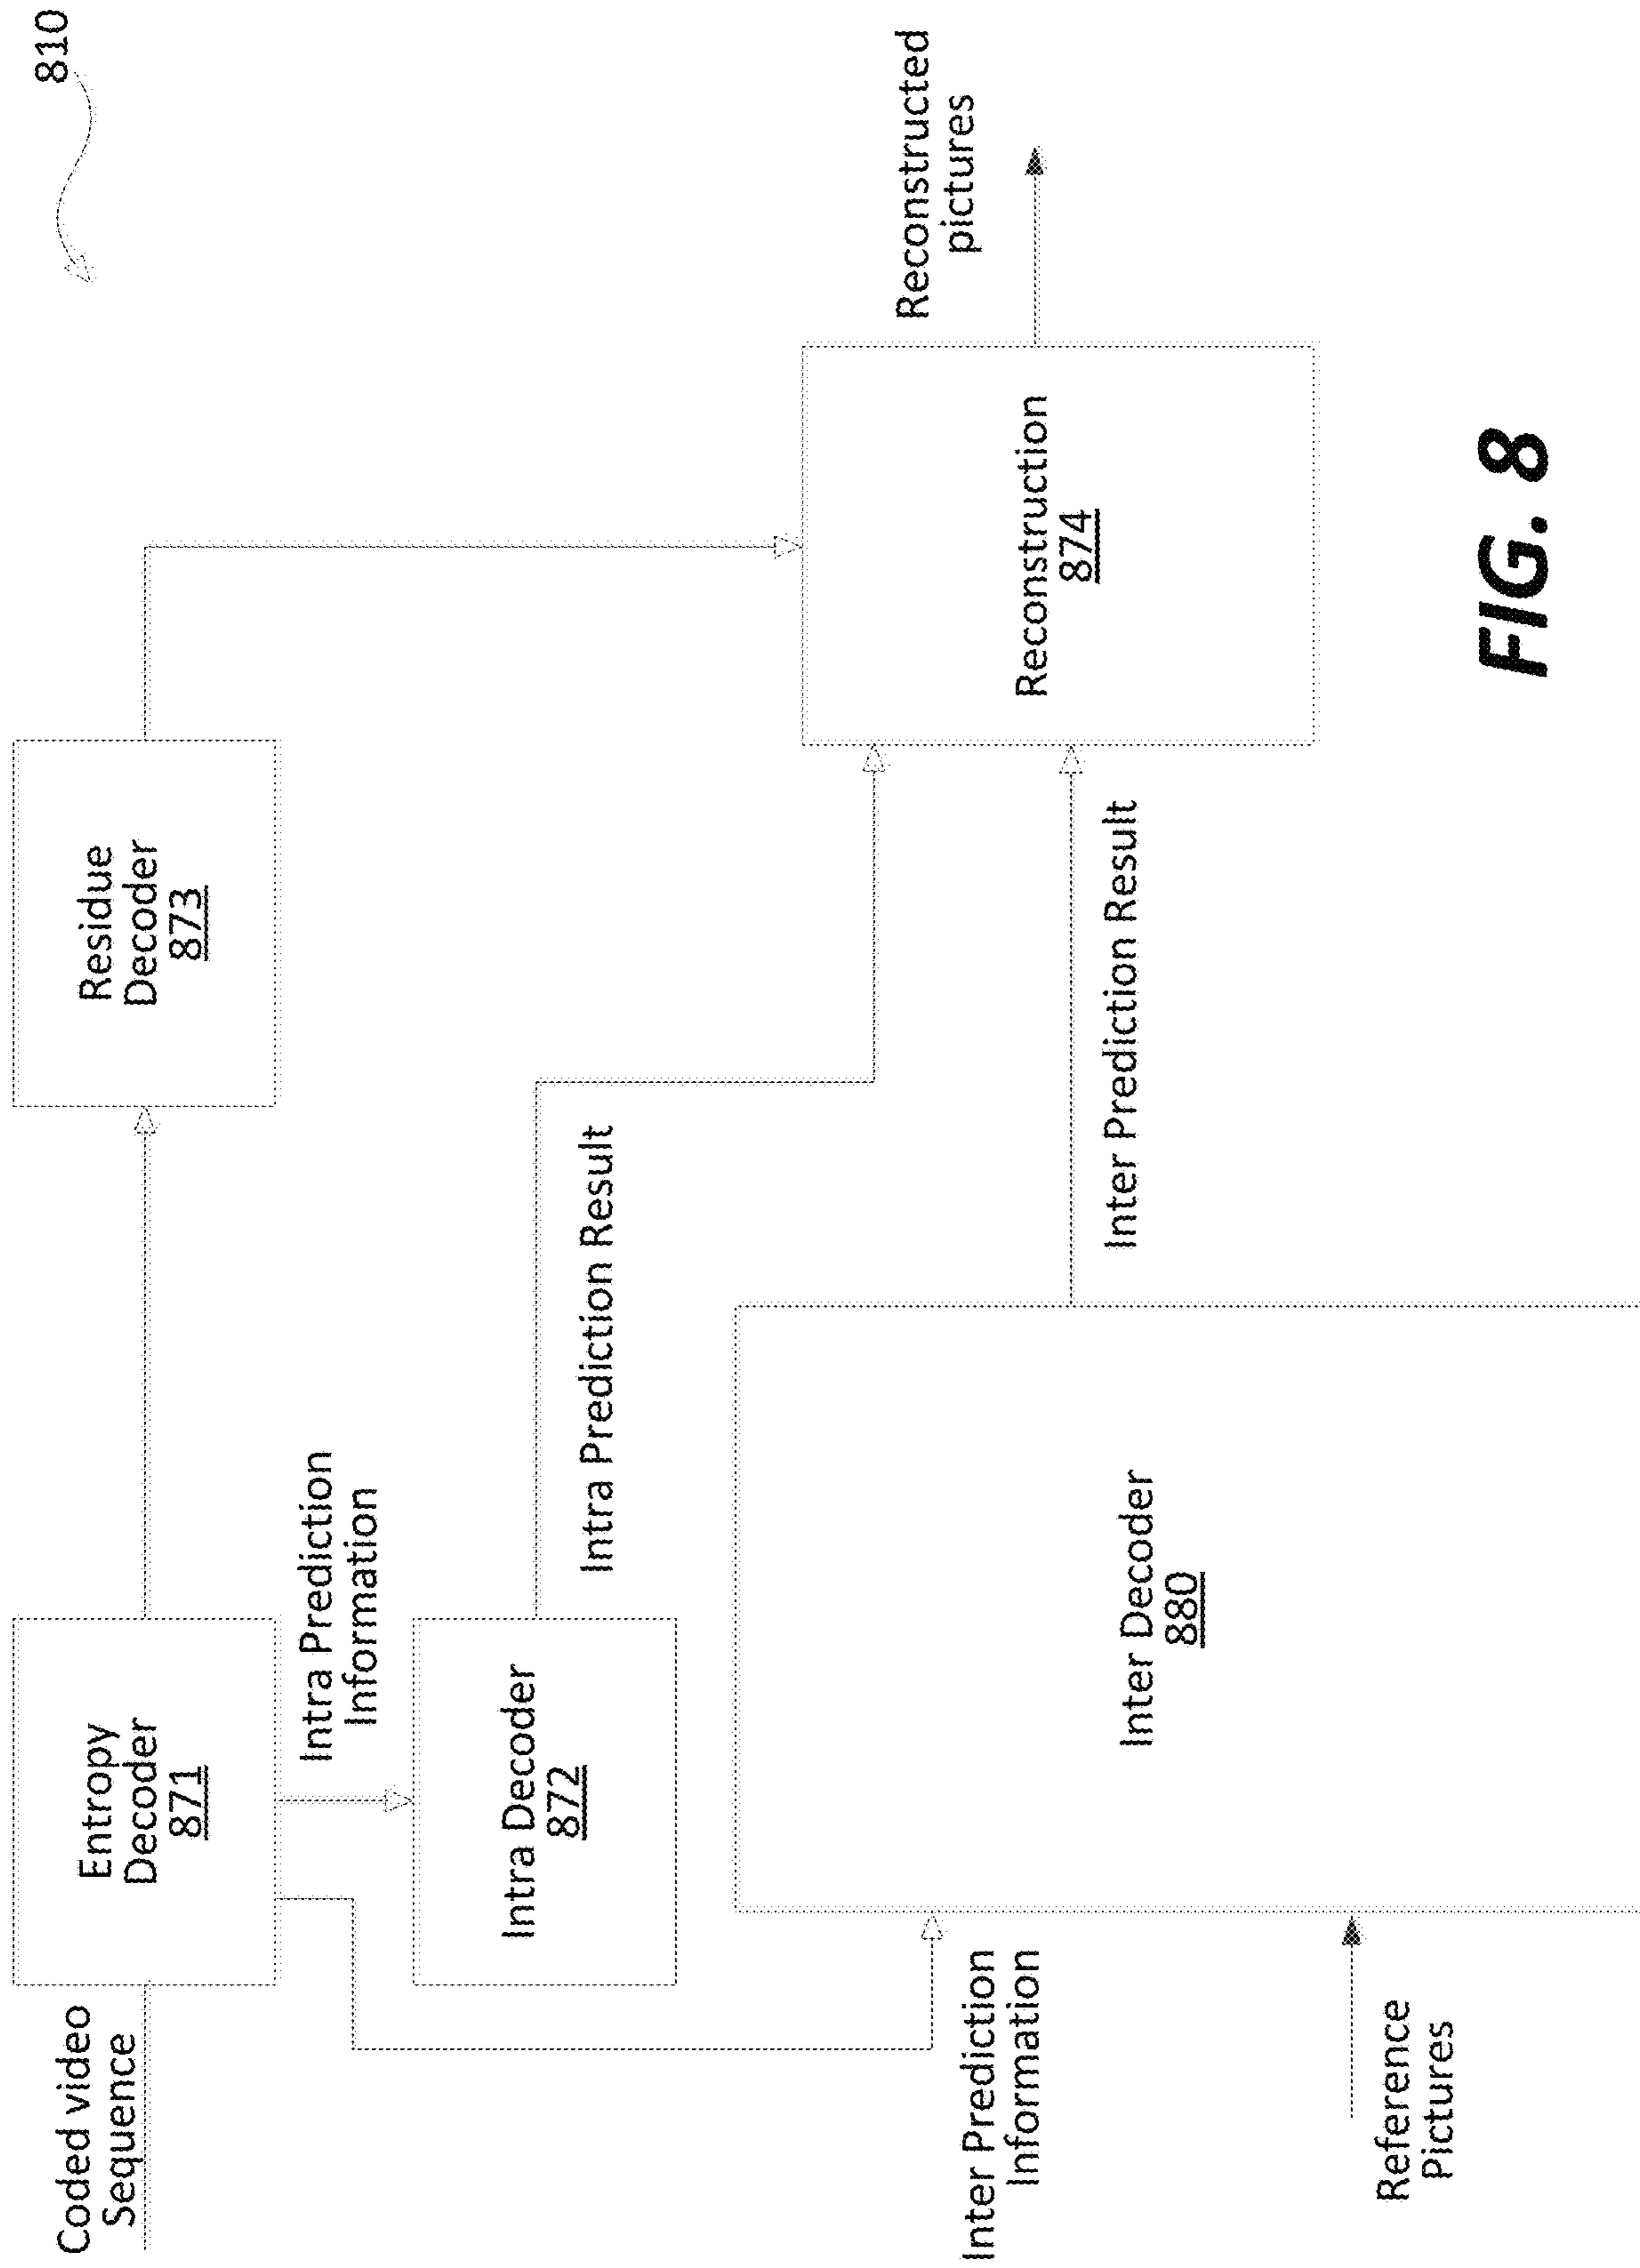 810
Coded video
Sequence
Entropy
Decoder
871
Residue
Decoder
873
Intra Prediction
Information
Intra Decoder
872
Intra Prediction Result
Inter Prediction
Information
Reference
Pictures
Inter Decoder
880
Inter Prediction Result
Reconstruction
874
Reconstructed
pictures
FIG. 8